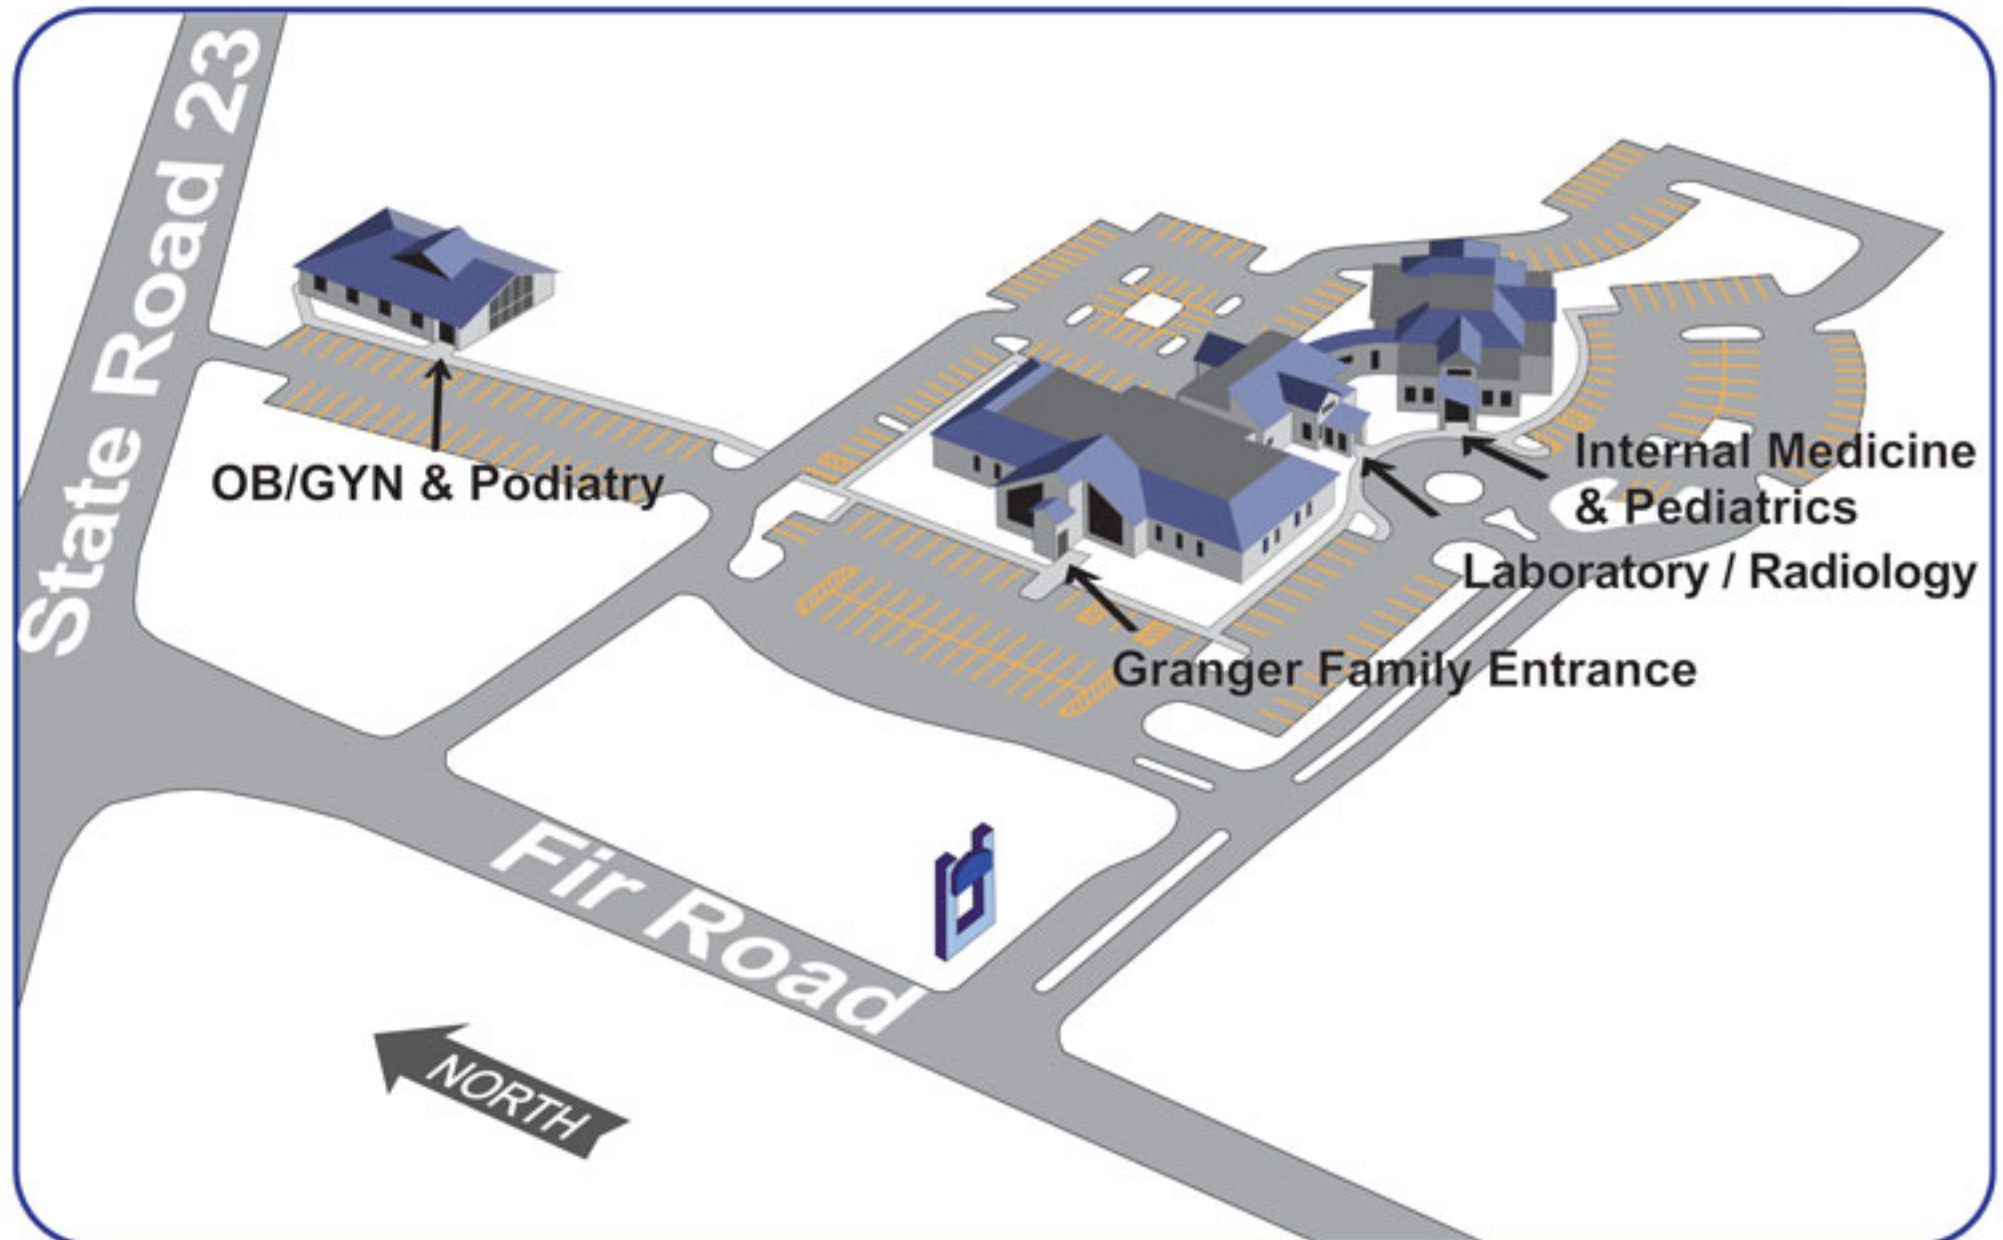 State Road 23
OB/GYN & Podiatry
Internal Medicine
& Pediatrics
Laboratory / Radiology
Granger Family Entrance
Fir Road
NORTH